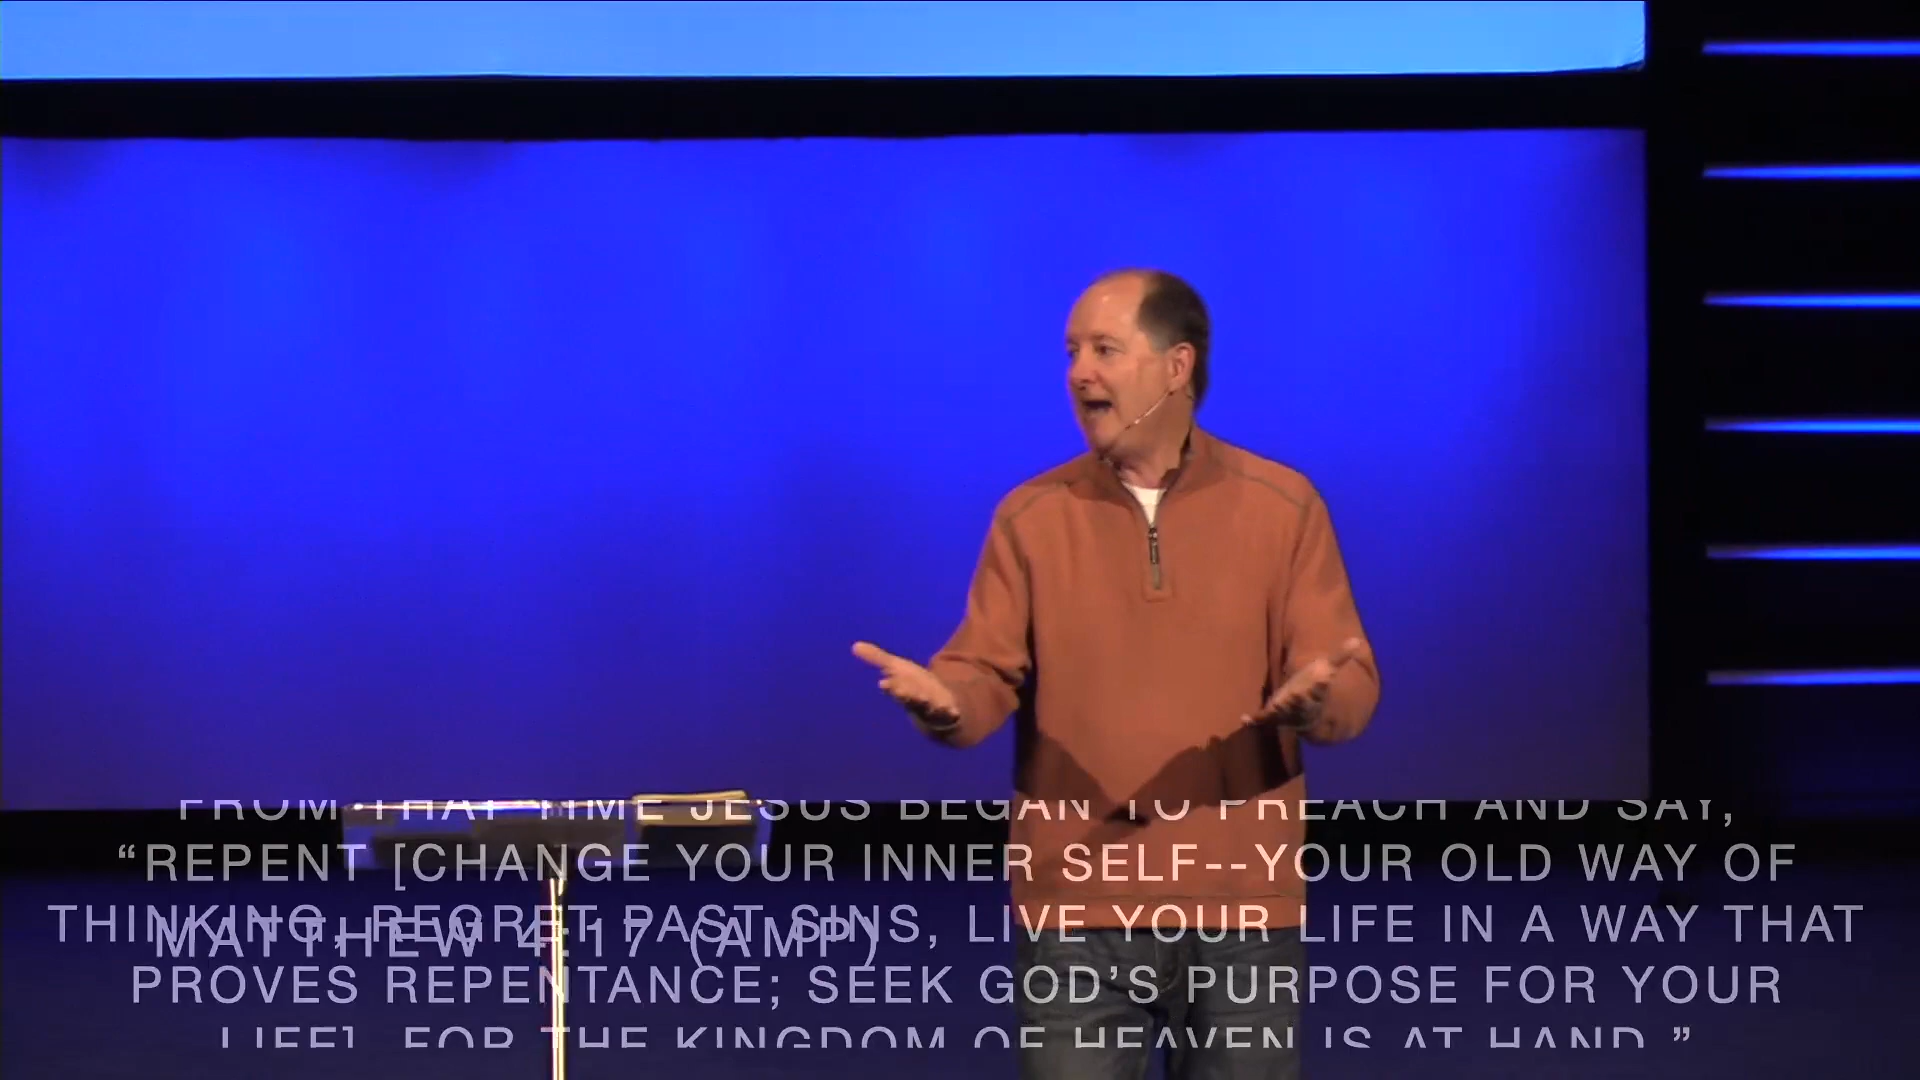 FROM THAT TIME JESUS BEGAN TO PREACH AND SAY,
“REPENT [CHANGE YOUR INNER SELF--YOUR OLD WAY OF
THINKING, REGRET PAST SINS, LIVE YOUR LIFE IN A WAY THAT
MATTHEW 4:17 (AMP)
PROVES REPENTANCE; SEEK GOD’S PURPOSE FOR YOUR
LIFE], FOR THE KINGDOM OF HEAVEN IS AT HAND.”